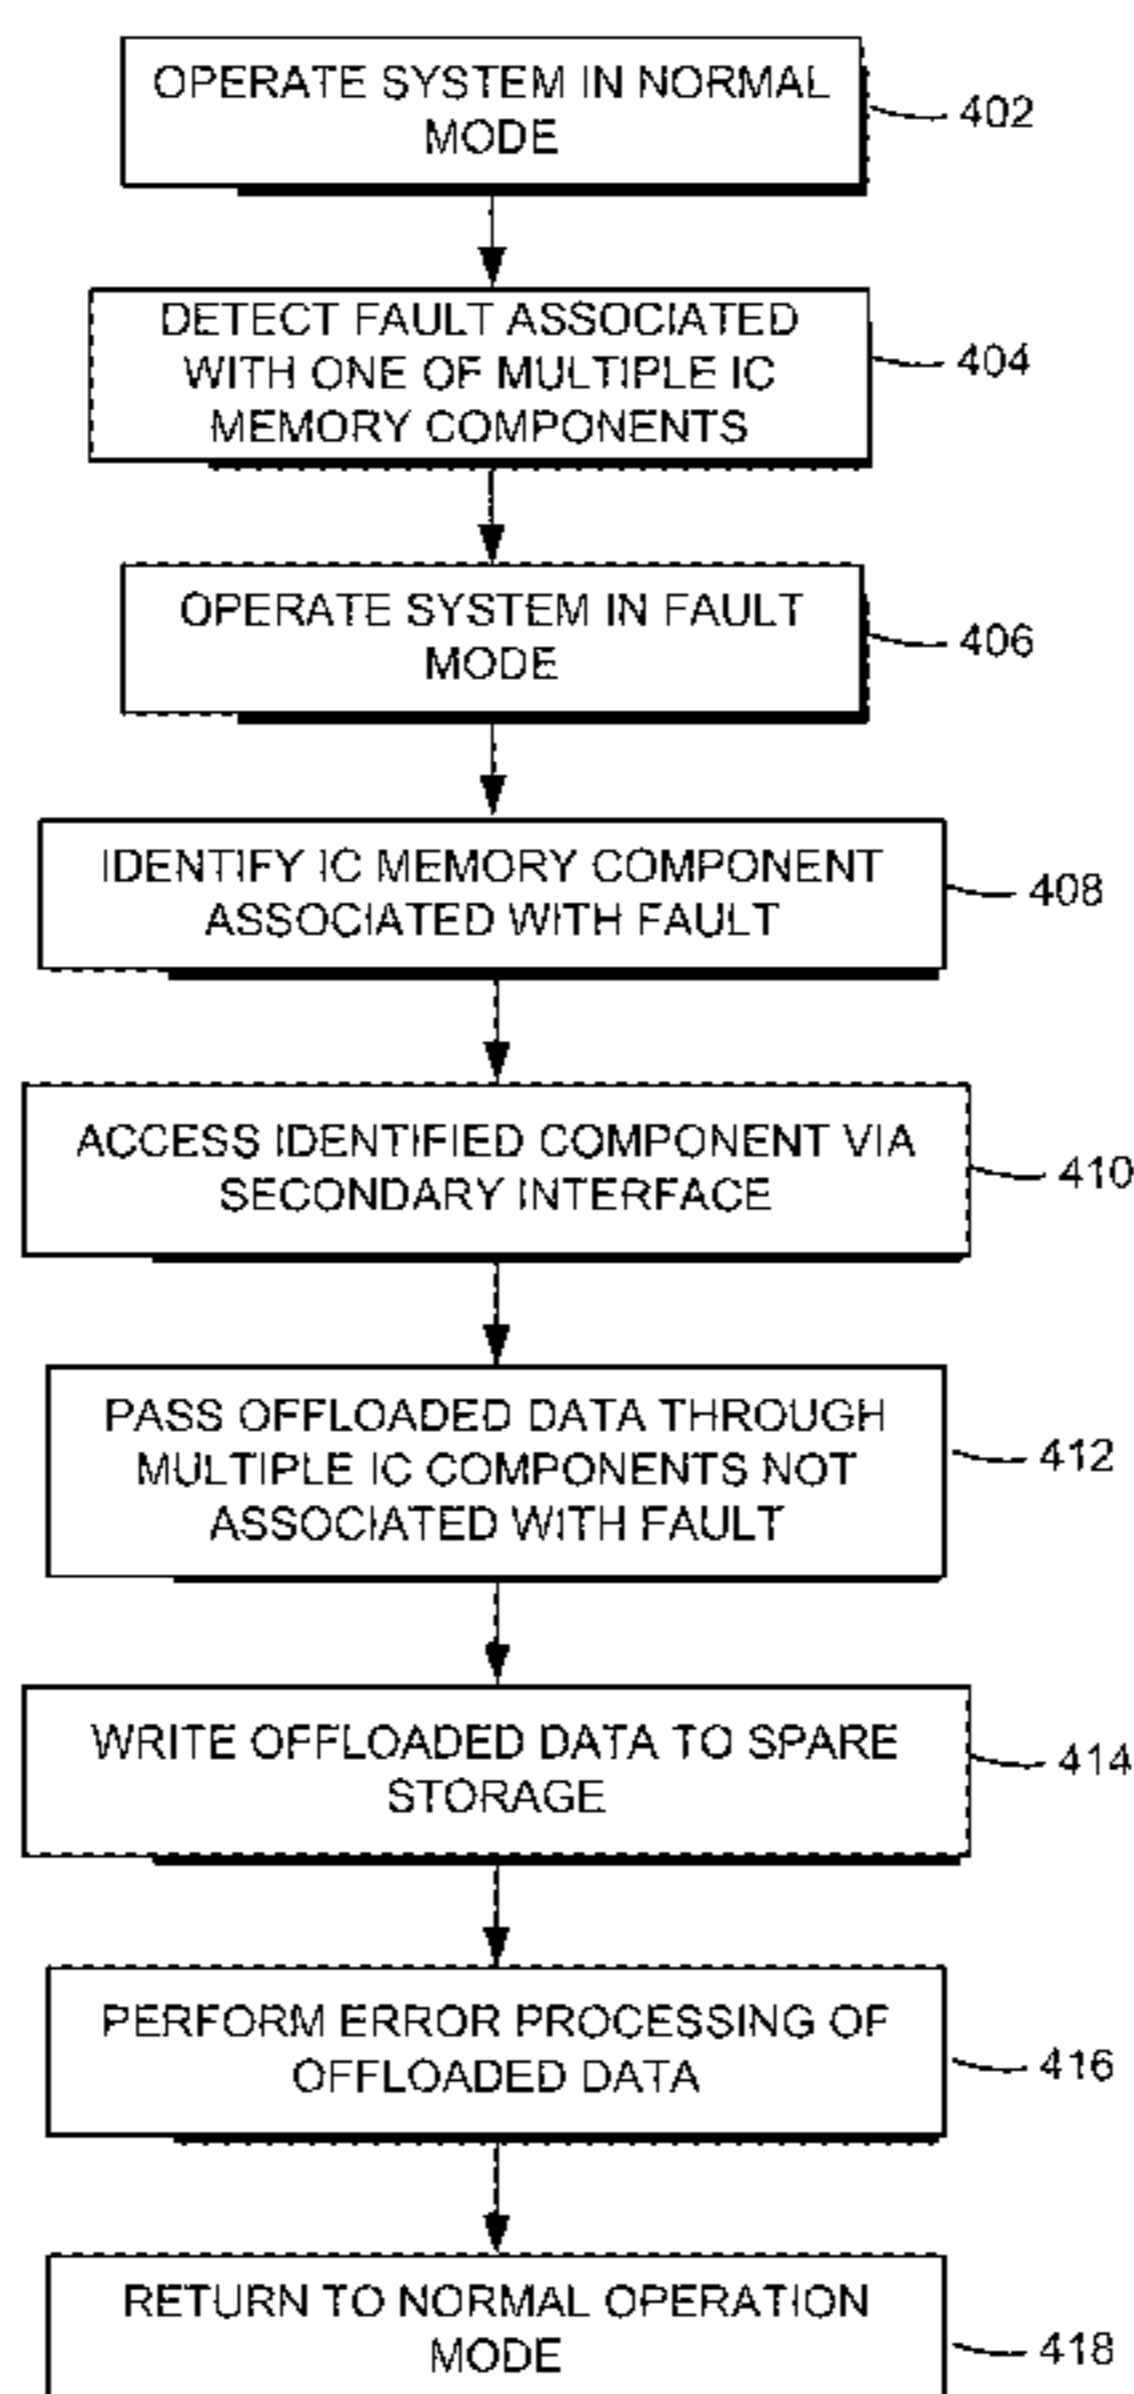 OPERATE SYSTEM IN NORMAL
MODE
402
DETECT FAULT ASSOCIATED
WITH ONE OF MULTIPLE IC
MEMORY COMPONENTS
404
OPERATE SYSTEM IN FAULT
MODE
406
IDENTIFY IC MEMORY COMPONENT
ASSOCIATED WITH FAULT
408
ACCESS IDENTIFIED COMPONENT VIA
SECONDARY INTERFACE
410
PASS OFFLOADED DATA THROUGH
MULTIPLE IC COMPONENTS NOT
ASSOCIATED WITH FAULT
412
WRITE OFFLOADED DATA TO SPARE
STORAGE
414
PERFORM ERROR PROCESSING OF
OFFLOADED DATA
416
RETURN TO NORMAL OPERATION
MODE
418